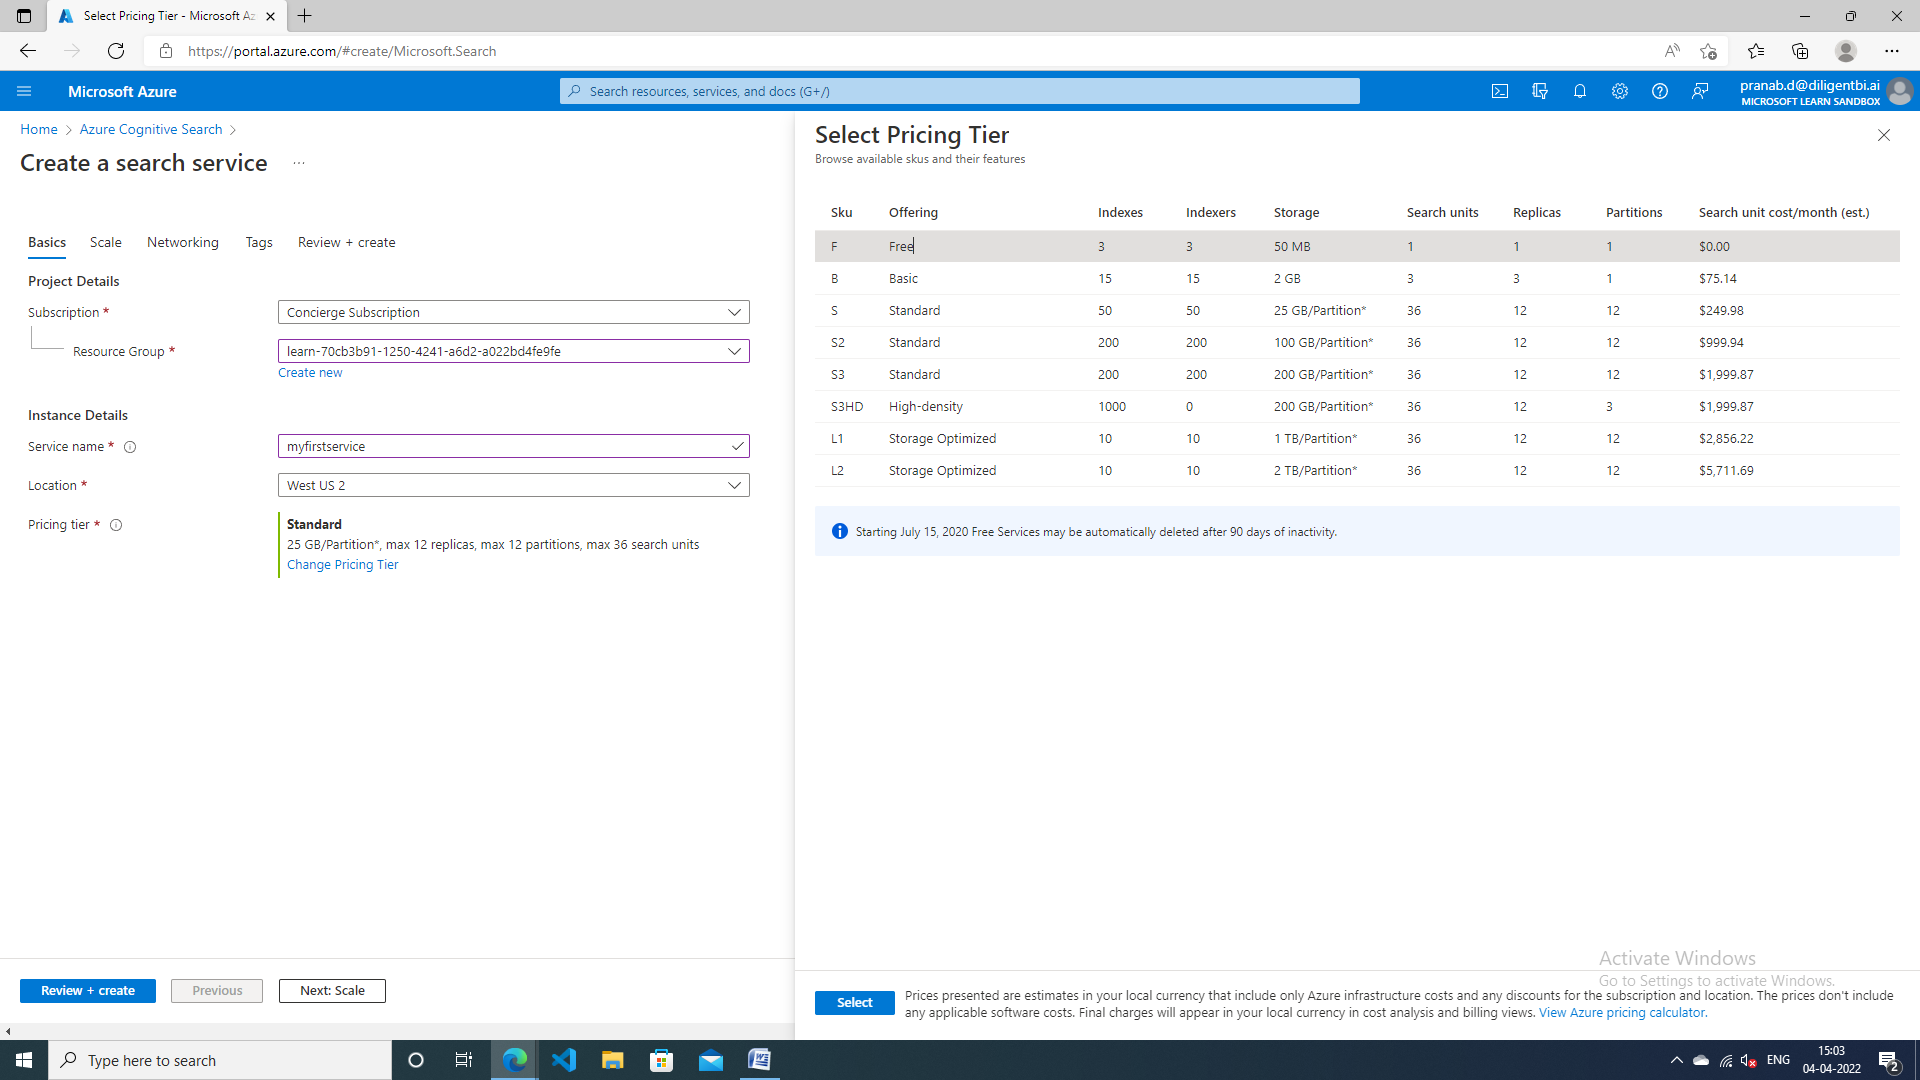 Select Pricing Tier - Microsoft Az
https://portal.azure.com/#create/Microsoft.Search
Microsoft Azure
Search resources, services, and docs (G+/)
pranab.d@diligentbi.ai
MICROSOFT LEARN SANDBOX
Home > Azure Cognitive Search >
Create a search service ...
Basics Scale Networking Tags Review + create
Project Details
Subscription * Concierge Subscription
Resource Group * learn-70cb3b91-1250-4241-a6d2-a022bd4fe9fe
Create new
Instance Details
Service name * myfirstservice
Location * West US 2
Pricing tier * Standard
25 GB/Partition*, max 12 replicas, max 12 partitions, max 36 search units
Change Pricing Tier
Review + create Previous Next: Scale
Select Pricing Tier
Browse available skus and their features
Sku Offering Indexes Indexers Storage Search units Replicas Partitions Search unit cost/month (est.)
F Free 3 3 50 MB 1 1 1 $0.00
B Basic 15 15 2 GB 3 3 1 $75.14
S Standard 50 50 25 GB/Partition* 36 12 12 $249.98
S2 Standard 200 200 100 GB/Partition* 36 12 12 $999.94
S3 Standard 200 200 200 GB/Partition* 36 12 12 $1,999.87
S3HD High-density 1000 0 200 GB/Partition* 36 12 3 $1,999.87
L1 Storage Optimized 10 10 1 TB/Partition* 36 12 12 $2,856.22
L2 Storage Optimized 10 10 2 TB/Partition* 36 12 12 $5,711.69
Starting July 15, 2020 Free Services may be automatically deleted after 90 days of inactivity.
Activate Windows
Go to Settings to activate Windows.
Select
Prices presented are estimates in your local currency that include only Azure infrastructure costs and any discounts for the subscription and location. The prices don't include
any applicable software costs. Final charges will appear in your local currency in cost analysis and billing views. View Azure pricing calculator.
Type here to search
ENG
15:03
04-04-2022
2